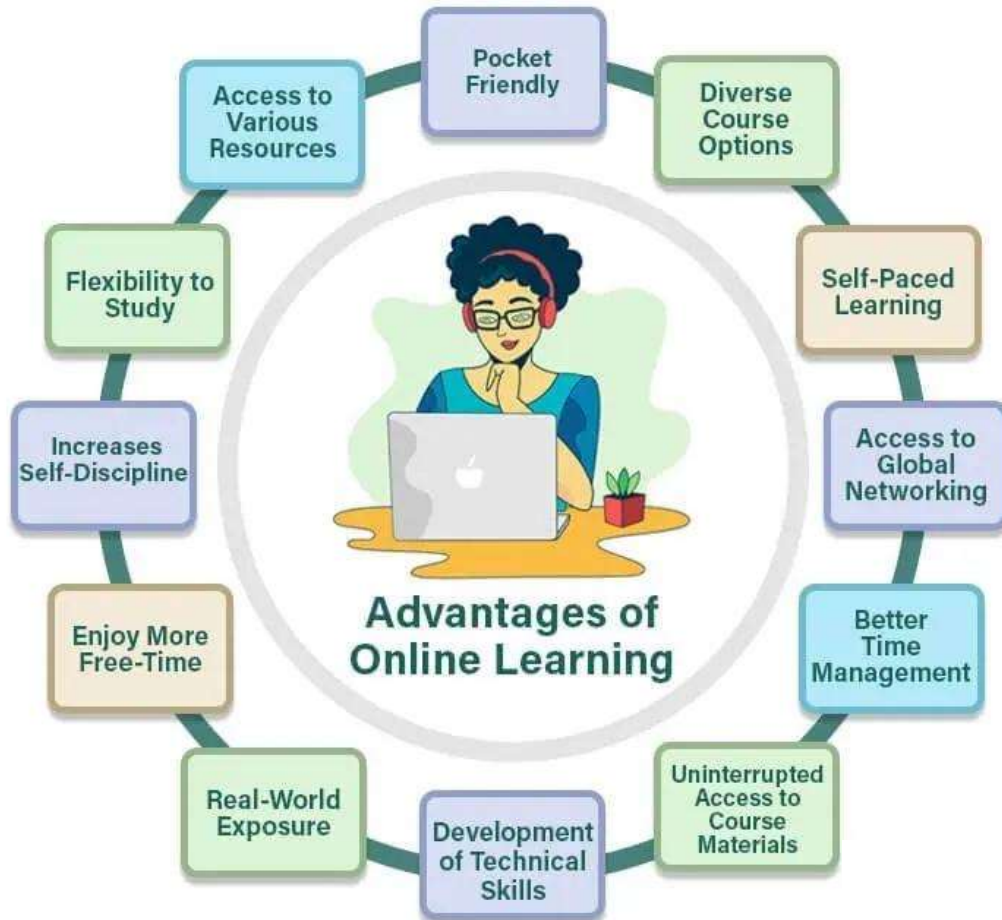 Pocket
Friendly
Diverse
Course
Options
Self-Paced
Learning
Access to
Global
Networking
Better
Time
Management
Uninterrupted
Access to
Course
Materials
Development
of Technical
Skills
Real-World
Exposure
Enjoy More
Free-Time
Increases
Self-Discipline
Flexibility to
Study
Access to
Various
Resources
Advantages of
Online Learning